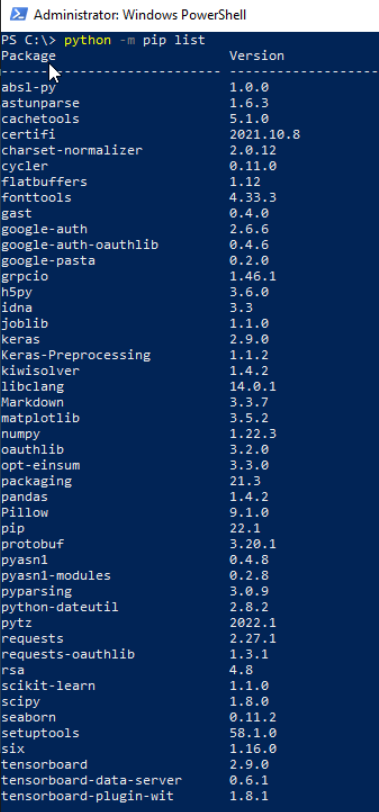 Administrator: Windows PowerShell
PS C:\> python -m pip list
Package Version
---------------------------- -------------------
absl-py 1.0.0
astunparse 1.6.3
cachetools 5.1.0
certifi 2021.10.8
charset-normalizer 2.0.12
cycler 0.11.0
flatbuffers 1.12
fonttools 4.33.3
gast 0.4.0
google-auth 2.6.6
google-auth-oauthlib 0.4.6
google-pasta 0.2.0
grpcio 1.46.1
h5py 3.6.0
idna 3.3
joblib 1.1.0
keras 2.9.0
Keras-Preprocessing 1.1.2
kiwisolver 1.4.2
libclang 14.0.1
Markdown 3.3.7
matplotlib 3.5.2
numpy 1.22.3
oauthlib 3.2.0
opt-einsum 3.3.0
packaging 21.3
pandas 1.4.2
Pillow 9.1.0
pip 22.1
protobuf 3.20.1
pyasn1 0.4.8
pyasn1-modules 0.2.8
pyparsing 3.0.9
python-dateutil 2.8.2
pytz 2022.1
requests 2.27.1
requests-oauthlib 1.3.1
rsa 4.8
scikit-learn 1.1.0
scipy 1.8.0
seaborn 0.11.2
setuptools 58.1.0
six 1.16.0
tensorboard 2.9.0
tensorboard-data-server 0.6.1
tensorboard-plugin-wit 1.8.1